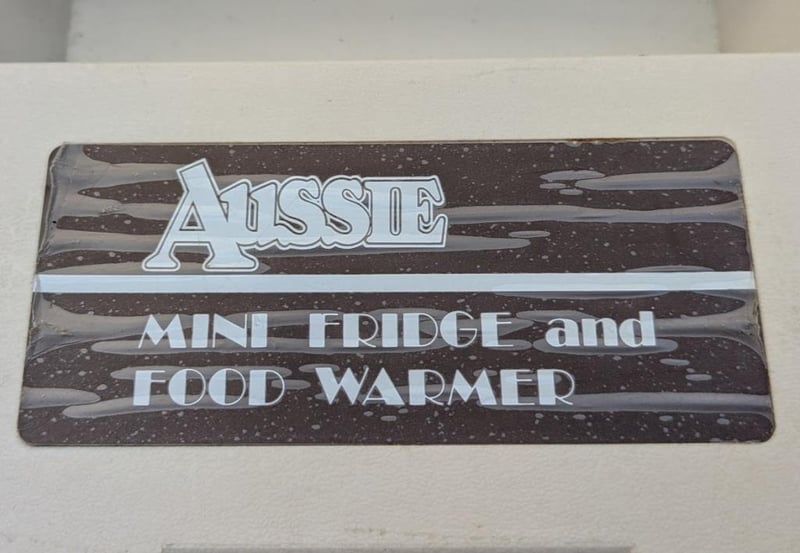 AUSSIE
MINI FRIDGE and
FOOD WARMER